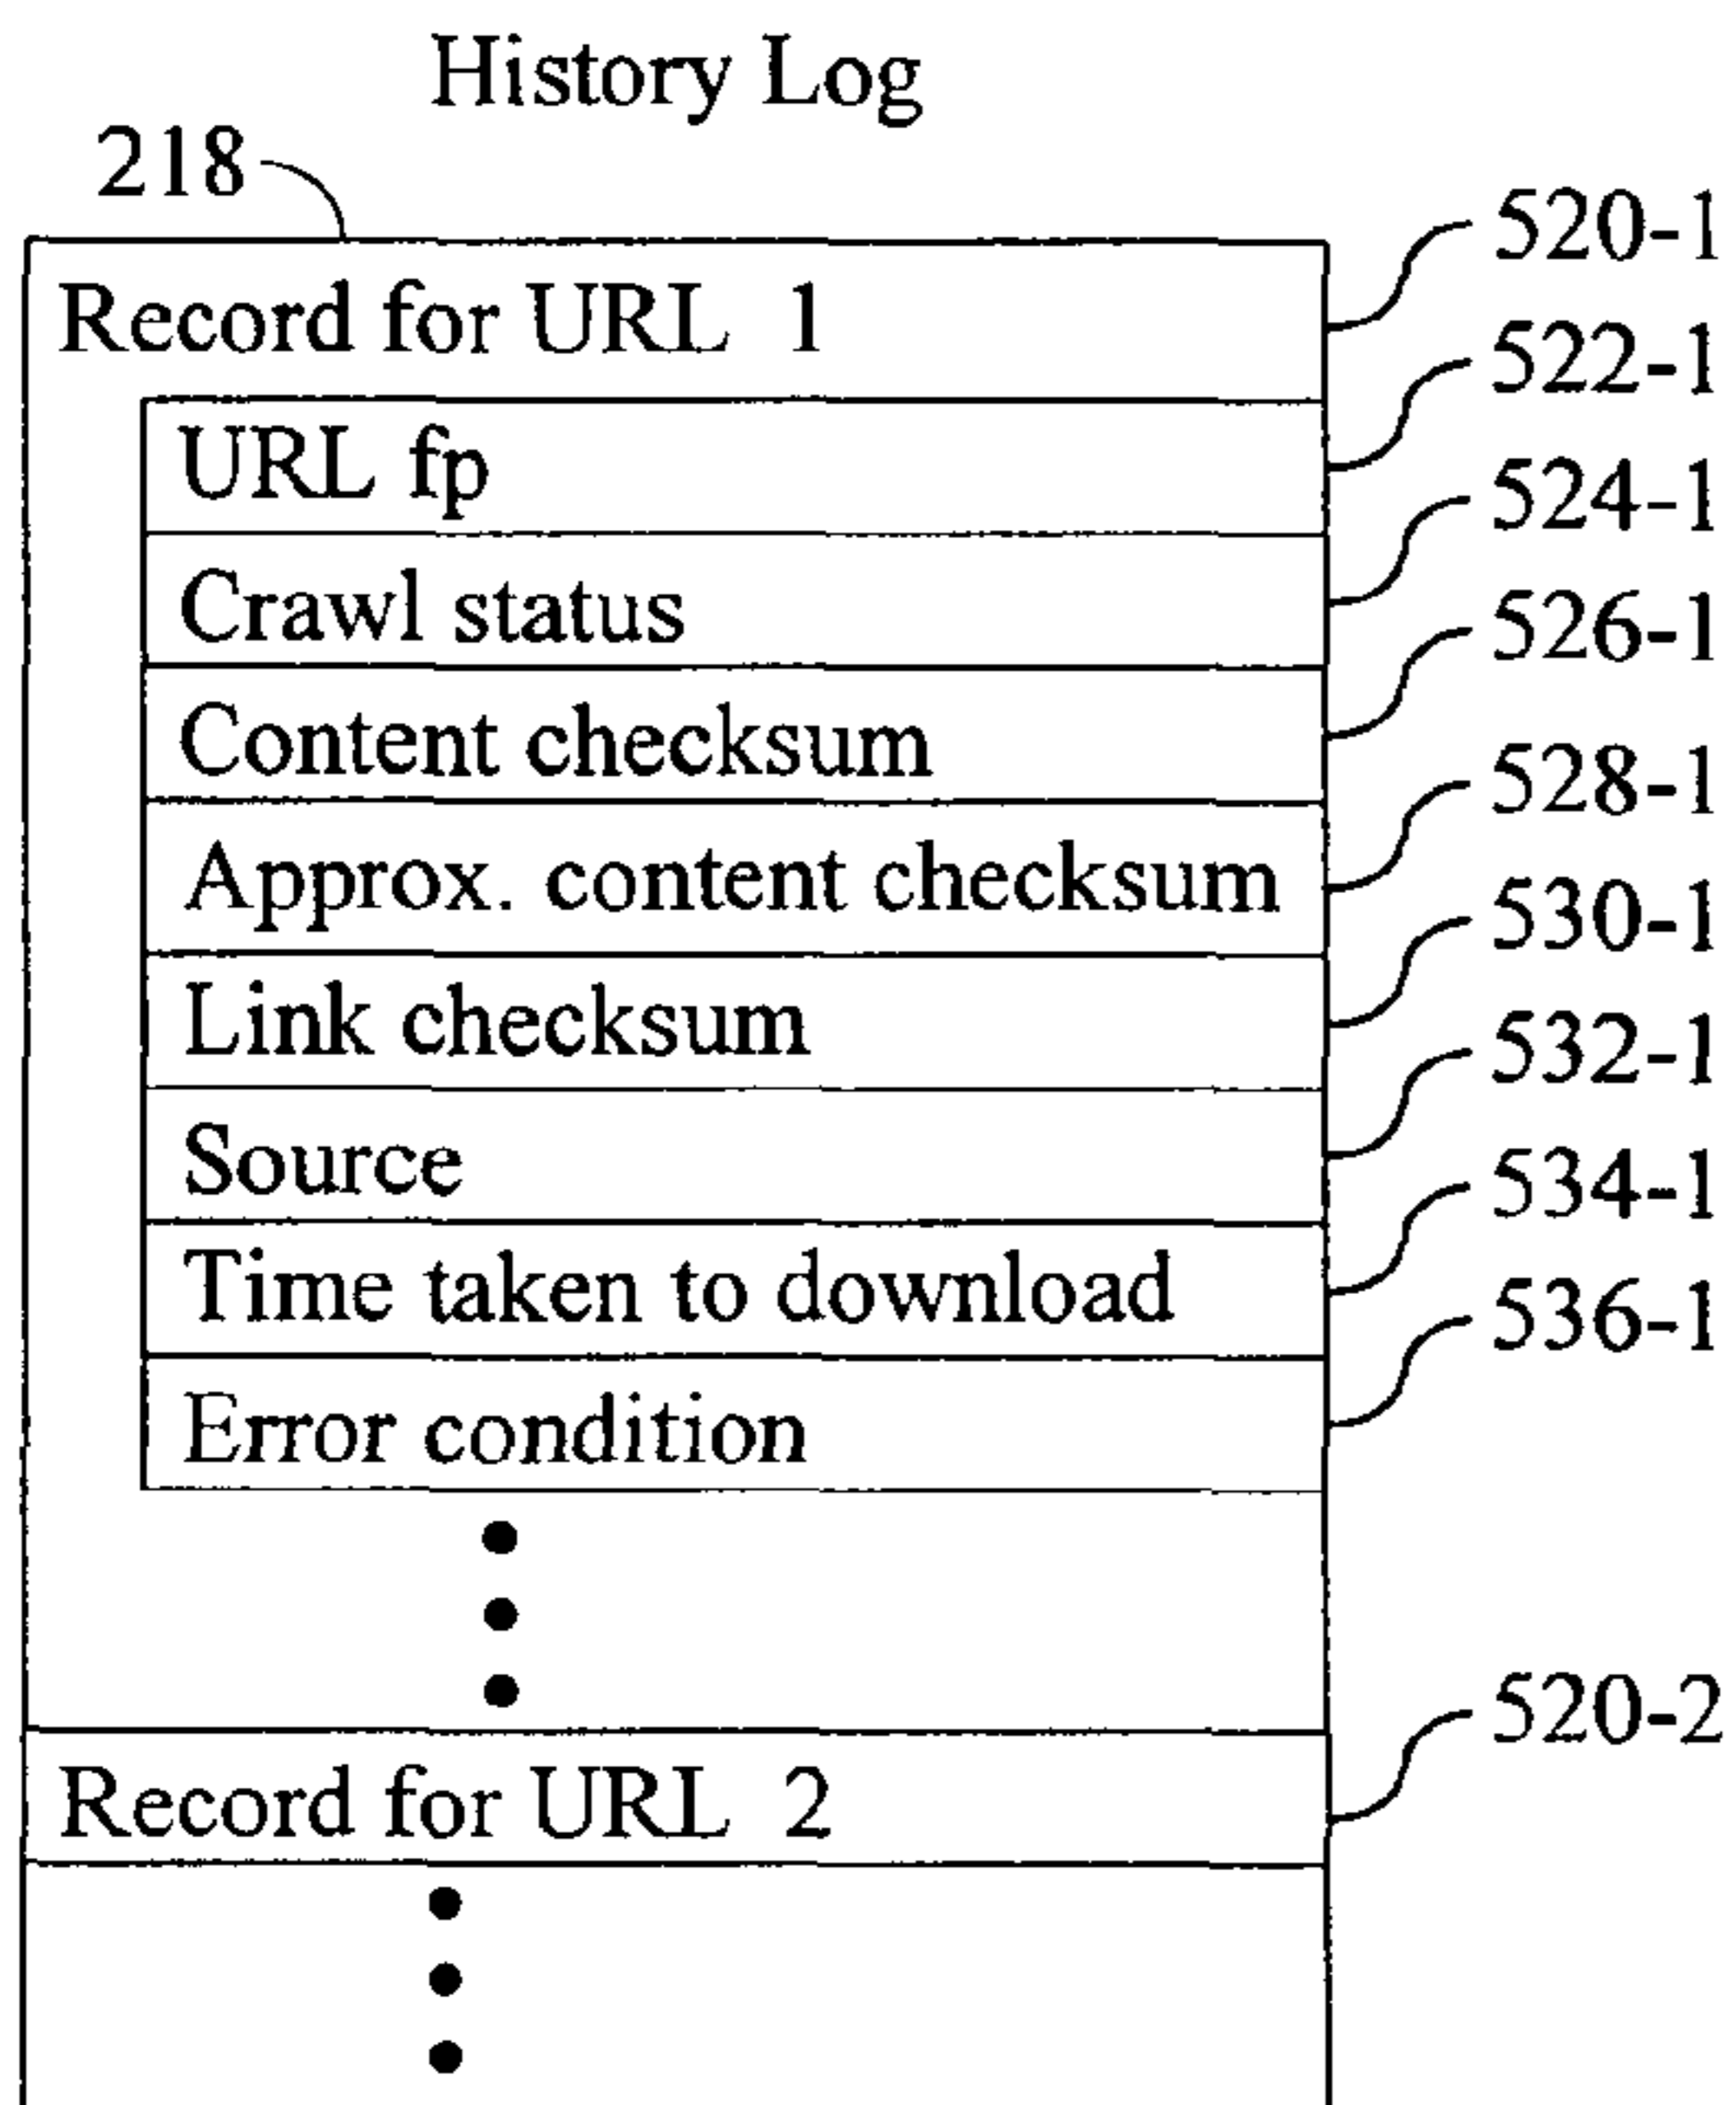 History Log
218
520-1
Record for URL 1
522-1
URL fp
524-1
Crawl status
526-1
Content checksum
528-1
Approx. content checksum
530-1
Link checksum
532-1
Source
534-1
Time taken to download
536-1
Error condition
520-2
Record for URL 2